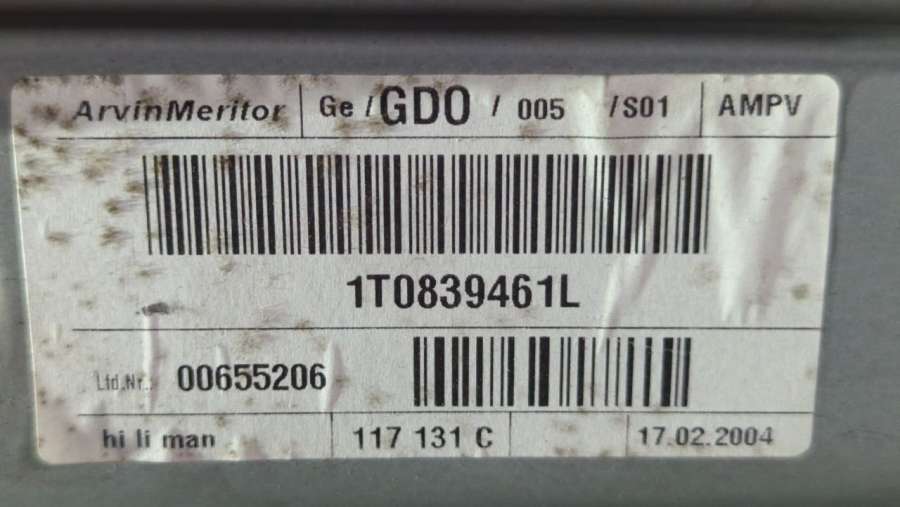 ArvinMeritor Ge / GDO / 005 /S01 AMPV
1T0839461L
Lfd.Nr.: 00655206
hi li man 117 131 C 17.02.2004